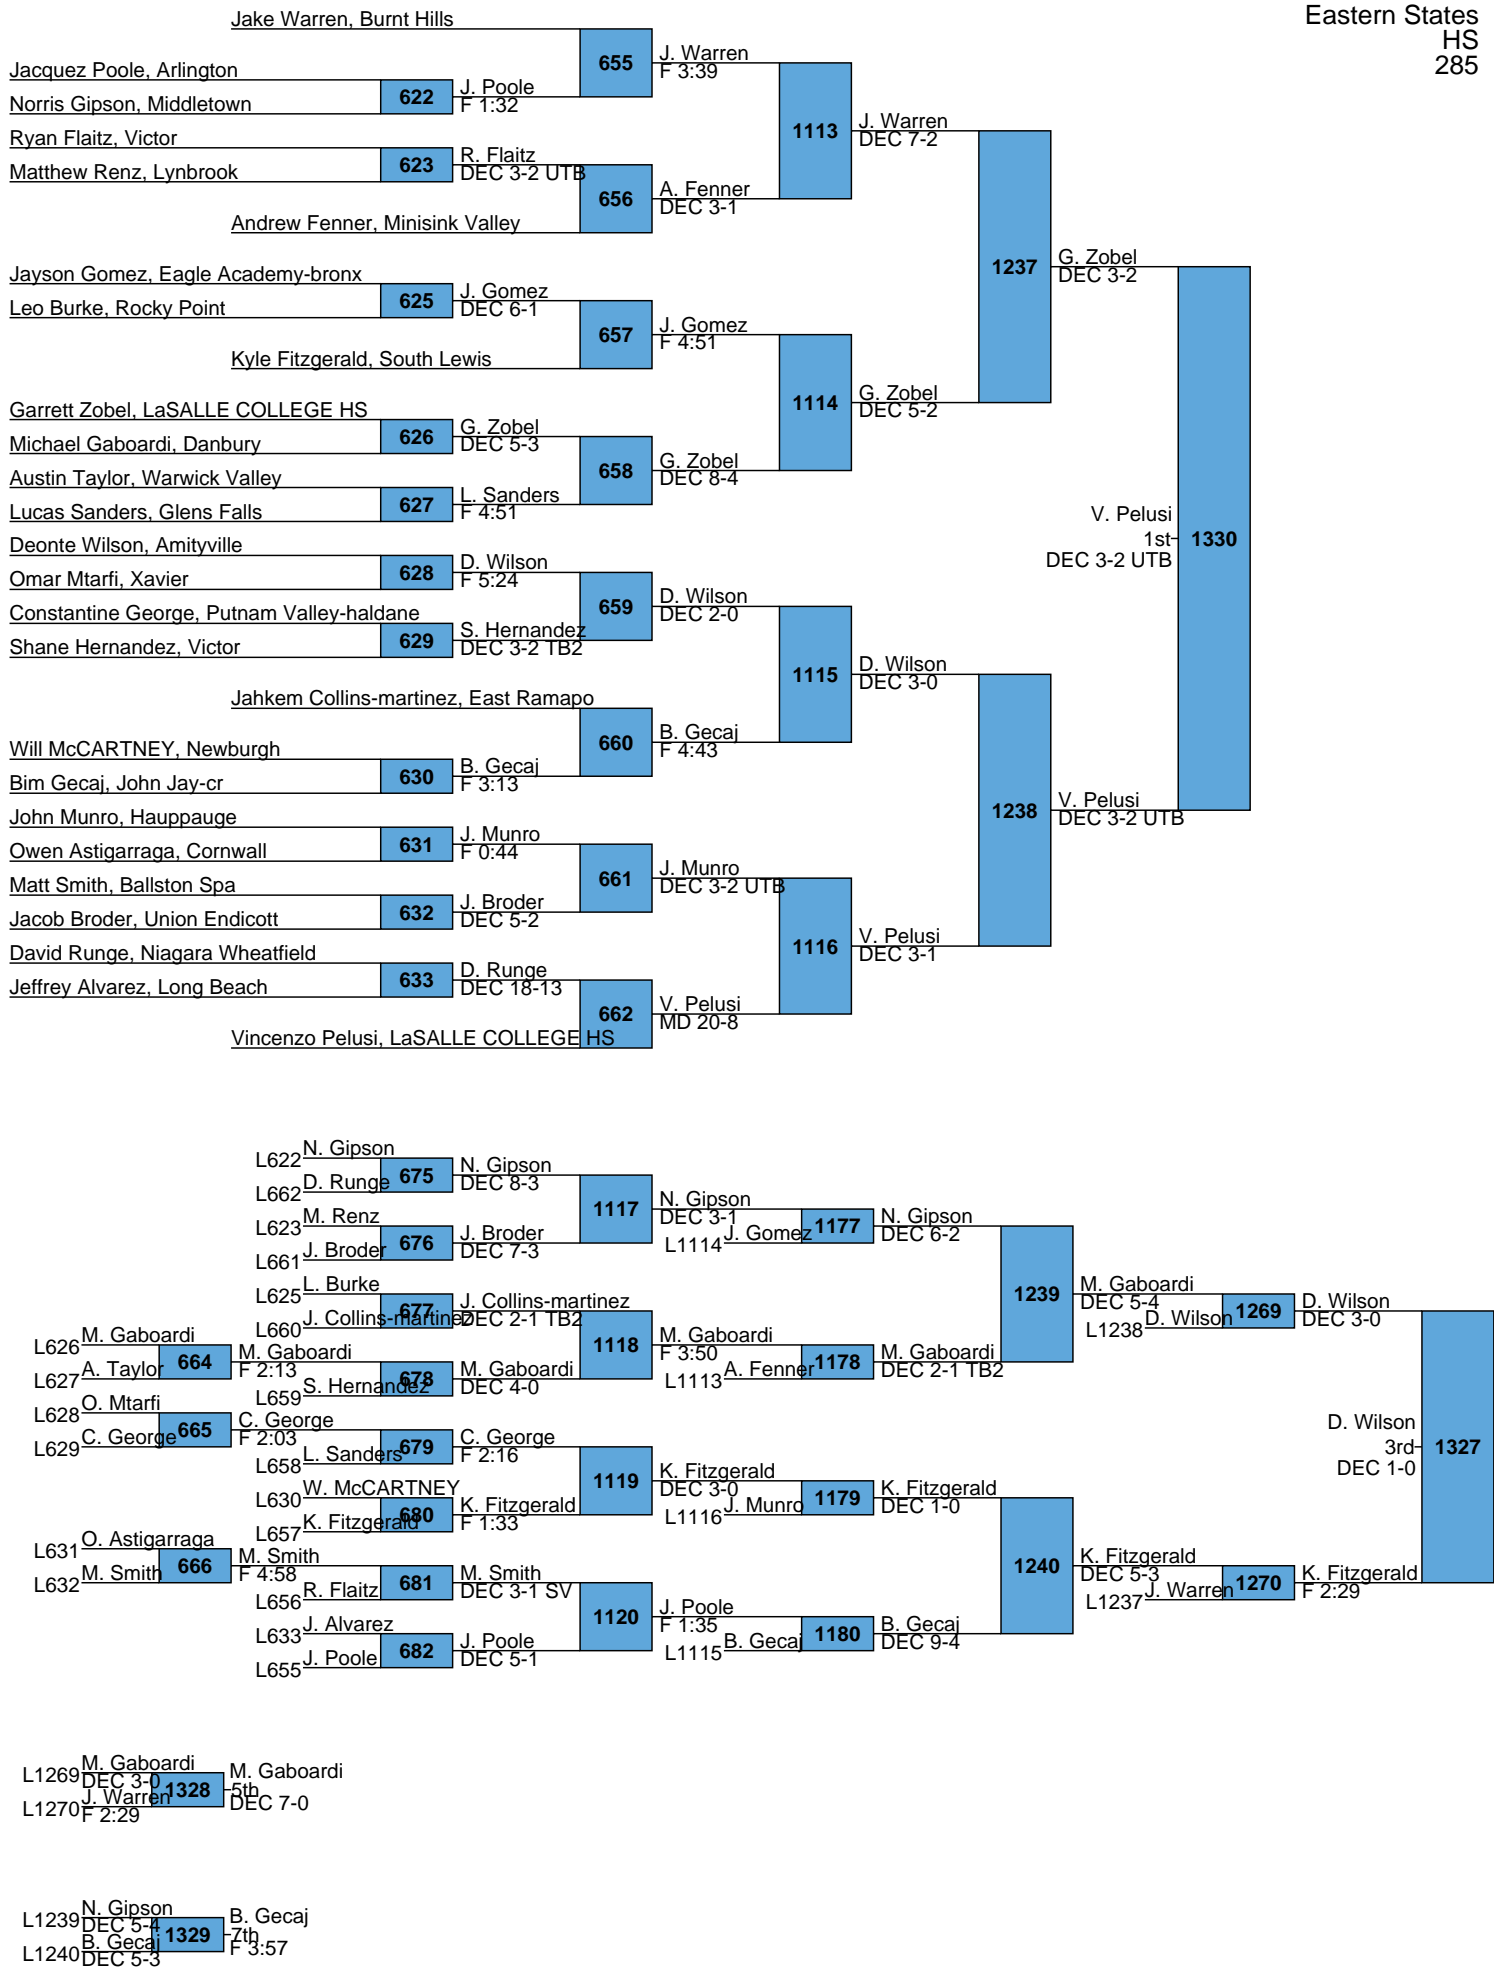 Eastern States
HS
285
Jake Warren, Burnt Hills
655
J. Warren
F 3:39
Jacquez Poole, Arlington
622
J. Poole
F 1:32
Norris Gipson, Middletown
1113
J. Warren
DEC 7-2
Ryan Flaitz, Victor
623
R. Flaitz
DEC 3-2 UTB
Matthew Renz, Lynbrook
656
A. Fenner
DEC 3-1
Andrew Fenner, Minisink Valley
1237
G. Zobel
DEC 3-2
Jayson Gomez, Eagle Academy-bronx
625
J. Gomez
DEC 6-1
Leo Burke, Rocky Point
657
J. Gomez
F 4:51
Kyle Fitzgerald, South Lewis
1114
G. Zobel
DEC 5-2
Garrett Zobel, LaSALLE COLLEGE HS
626
G. Zobel
DEC 5-3
Michael Gaboardi, Danbury
658
G. Zobel
DEC 8-4
Austin Taylor, Warwick Valley
627
L. Sanders
F 4:51
Lucas Sanders, Glens Falls
V. Pelusi
1st
DEC 3-2 UTB
1330
Deonte Wilson, Amityville
628
D. Wilson
F 5:24
Omar Mtarfi, Xavier
659
D. Wilson
DEC 2-0
Constantine George, Putnam Valley-haldane
629
S. Hernandez
DEC 3-2 TB2
Shane Hernandez, Victor
1115
D. Wilson
DEC 3-0
Jahkem Collins-martinez, East Ramapo
660
B. Gecaj
F 4:43
Will McCARTNEY, Newburgh
630
B. Gecaj
F 3:13
Bim Gecaj, John Jay-cr
1238
V. Pelusi
DEC 3-2 UTB
John Munro, Hauppauge
631
J. Munro
F 0:44
Owen Astigarraga, Cornwall
661
J. Munro
DEC 3-2 UTB
Matt Smith, Ballston Spa
632
J. Broder
DEC 5-2
Jacob Broder, Union Endicott
1116
V. Pelusi
DEC 3-1
David Runge, Niagara Wheatfield
633
D. Runge
DEC 18-13
Jeffrey Alvarez, Long Beach
662
V. Pelusi
MD 20-8
Vincenzo Pelusi, LaSALLE COLLEGE HS
L622 N. Gipson
675
N. Gipson
DEC 8-3
L662 D. Runge
1117
N. Gipson
DEC 3-1
L623 M. Renz
676
J. Broder
DEC 7-3
L661 J. Broder
L1114 J. Gomez
1177
N. Gipson
DEC 6-2
L625 L. Burke
677
J. Collins-martinez
DEC 2-1 TB2
L660 J. Collins-martinez
1239
M. Gaboardi
DEC 5-4
L1238 D. Wilson
1269
D. Wilson
DEC 3-0
L626 M. Gaboardi
664
M. Gaboardi
F 2:13
L627 A. Taylor
1118
M. Gaboardi
F 3:50
L659 S. Hernandez
678
M. Gaboardi
DEC 4-0
L1113 A. Fenner
1178
M. Gaboardi
DEC 2-1 TB2
L628 O. Mtarfi
665
C. George
F 2:03
L629 C. George
L658 L. Sanders
679
C. George
F 2:16
D. Wilson
3rd
DEC 1-0
1327
1119
K. Fitzgerald
DEC 3-0
L630 W. McCARTNEY
680
K. Fitzgerald
F 1:33
L657 K. Fitzgerald
L1116 J. Munro
1179
K. Fitzgerald
DEC 1-0
L631 O. Astigarraga
666
M. Smith
F 4:58
L632 M. Smith
1240
K. Fitzgerald
DEC 5-3
L1237 J. Warren
1270
K. Fitzgerald
F 2:29
L656 R. Flaitz
681
M. Smith
DEC 3-1 SV
1120
J. Poole
F 1:35
L633 J. Alvarez
682
J. Poole
DEC 5-1
L655 J. Poole
L1115 B. Gecaj
1180
B. Gecaj
DEC 9-4
L1269 M. Gaboardi
DEC 3-0
1328
M. Gaboardi
5th
DEC 7-0
L1270 J. Warren
F 2:29
L1239 N. Gipson
DEC 5-4
1329
B. Gecaj
7th
F 3:57
L1240 B. Gecaj
DEC 5-3